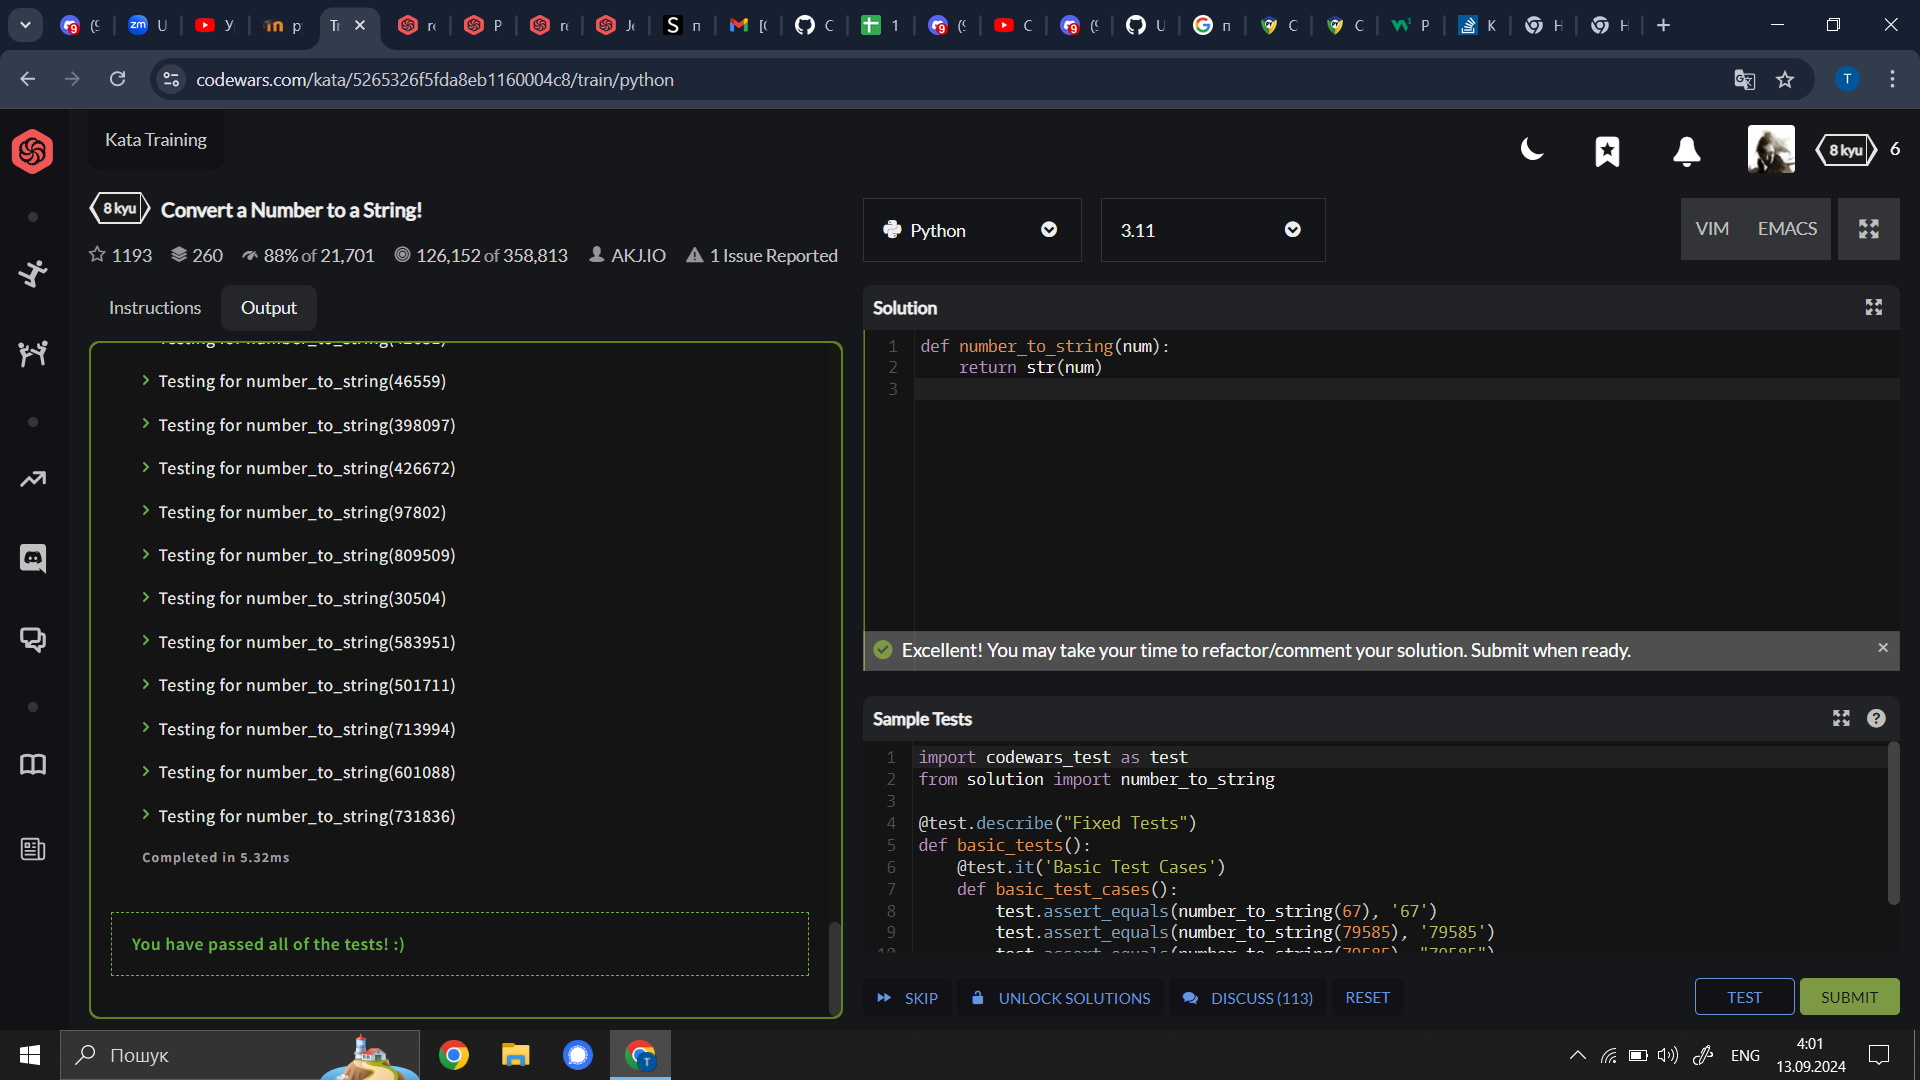 codewars.com/kata/5265326f5fda8eb1160004c8/train/python
Kata Training
8 kyu
6
8 kyu
Convert a Number to a String!
1193
260
88% of 21,701
126,152 of 358,813
AKJ.IO
1 Issue Reported
Python
3.11
VIM
EMACS
Instructions
Output
Testing for number_to_string(46559)
Testing for number_to_string(398097)
Testing for number_to_string(426672)
Testing for number_to_string(97802)
Testing for number_to_string(809509)
Testing for number_to_string(30504)
Testing for number_to_string(583951)
Testing for number_to_string(501711)
Testing for number_to_string(713994)
Testing for number_to_string(601088)
Testing for number_to_string(731836)
Completed in 5.32ms
You have passed all of the tests! :)
Solution
1 def number_to_string(num):
2     return str(num)
3
Excellent! You may take your time to refactor/comment your solution. Submit when ready.
Sample Tests
1 import codewars_test as test
2 from solution import number_to_string
3
4 @test.describe("Fixed Tests")
5 def basic_tests():
6     @test.it('Basic Test Cases')
7     def basic_test_cases():
8         test.assert_equals(number_to_string(67), '67')
9         test.assert_equals(number_to_string(79585), '79585')
SKIP
UNLOCK SOLUTIONS
DISCUSS (113)
RESET
TEST
SUBMIT
Пошук
ENG
4:01
13.09.2024